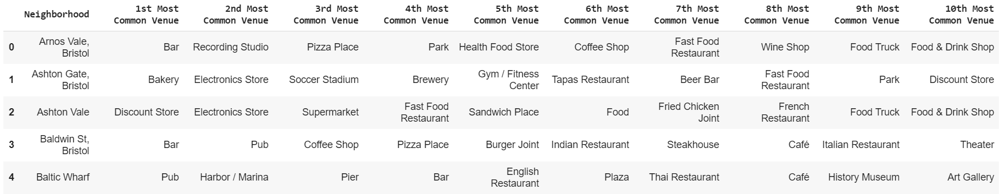 Neighborhood 1st Most Common Venue 2nd Most Common Venue 3rd Most Common Venue 4th Most Common Venue 5th Most Common Venue 6th Most Common Venue 7th Most Common Venue 8th Most Common Venue 9th Most Common Venue 10th Most Common Venue
0 Arnos Vale, Bristol Bar Recording Studio Pizza Place Park Health Food Store Coffee Shop Fast Food Restaurant Wine Shop Food Truck Food & Drink Shop
1 Ashton Gate, Bristol Bakery Electronics Store Soccer Stadium Brewery Gym / Fitness Center Tapas Restaurant Beer Bar Fast Food Restaurant Park Discount Store
2 Ashton Vale Discount Store Electronics Store Supermarket Fast Food Restaurant Sandwich Place Food Fried Chicken Joint French Restaurant Food Truck Food & Drink Shop
3 Baldwin St, Bristol Bar Pub Coffee Shop Pizza Place Burger Joint Indian Restaurant Steakhouse Café Italian Restaurant Theater
4 Baltic Wharf Pub Harbor / Marina Pier Bar English Restaurant Plaza Thai Restaurant Café History Museum Art Gallery